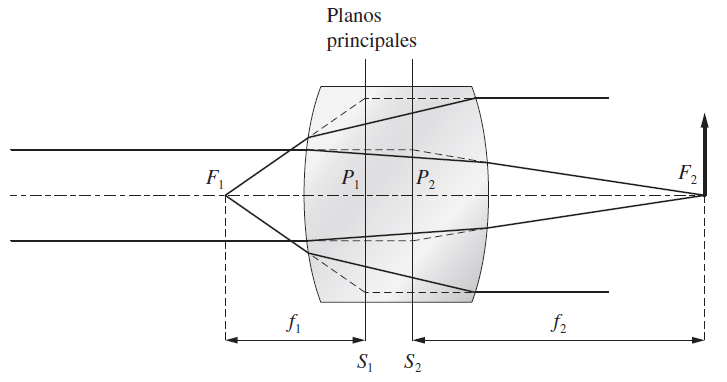 Planos
principales
F₁
P₁
P₂
F₂
f₁
f₂
S₁
S₂